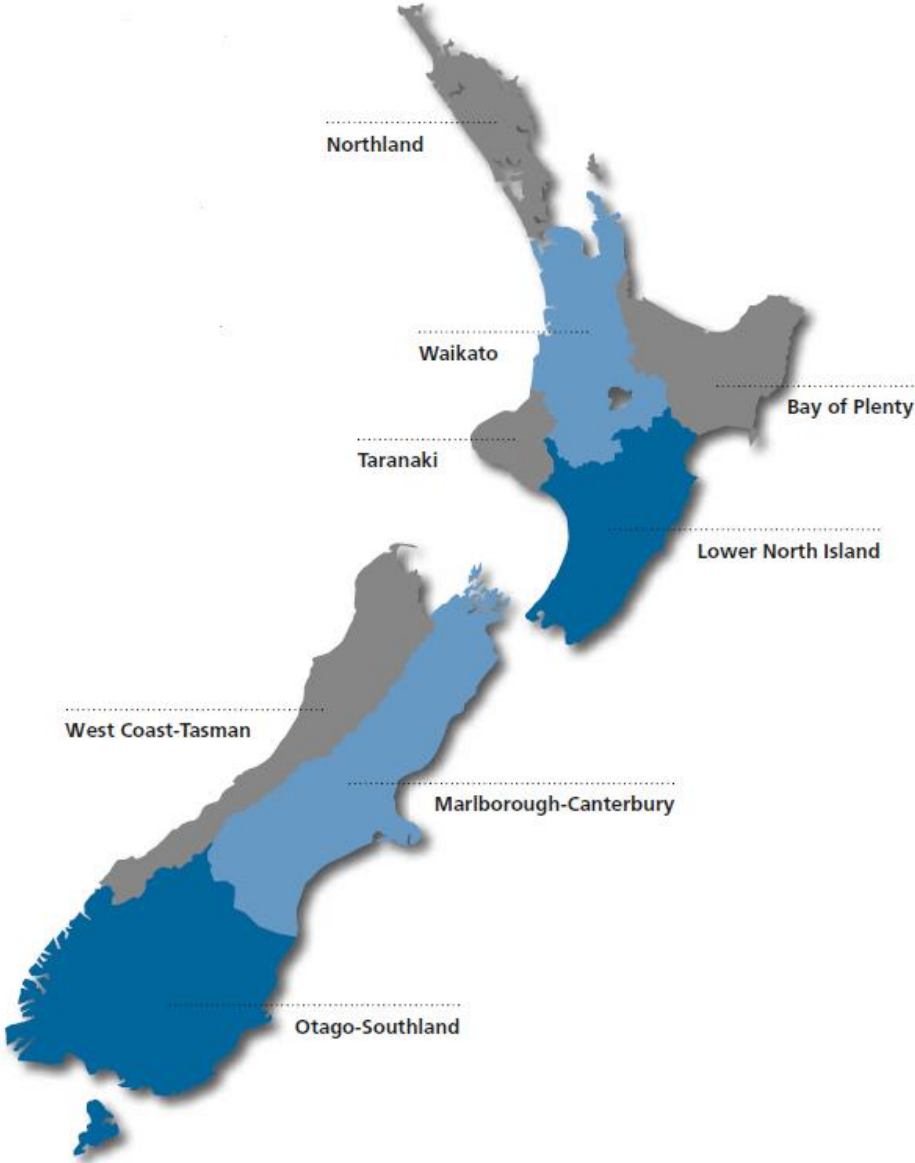 Northland
Waikato
Bay of Plenty
Taranaki
Lower North Island
West Coast-Tasman
Marlborough-Canterbury
Otago-Southland